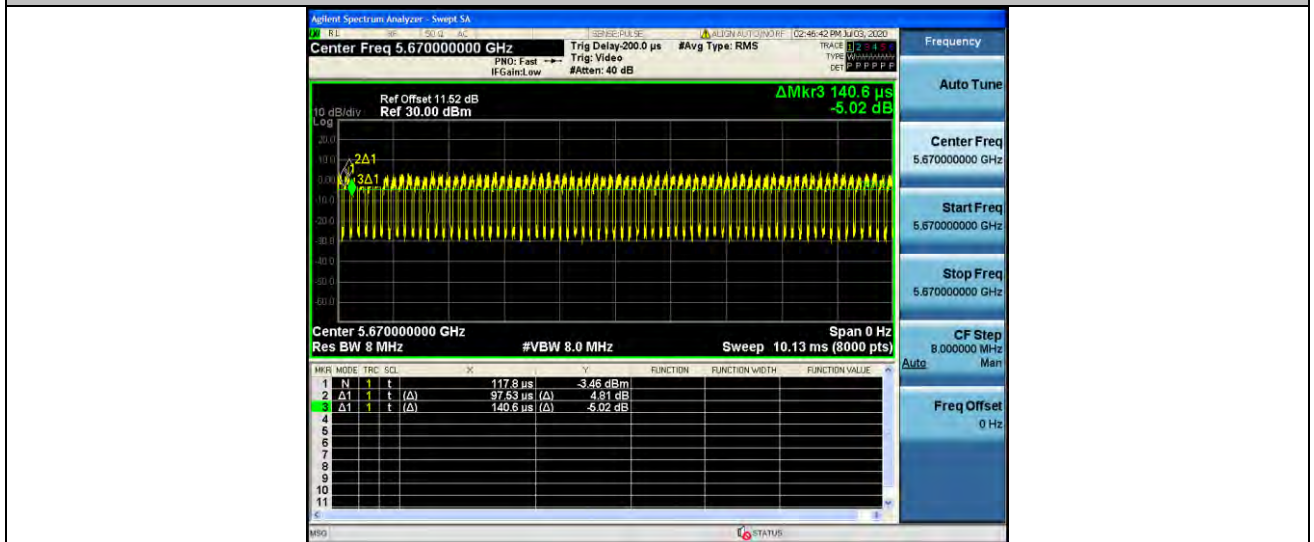 Agilent Spectrum Analyzer - Swept SA
RL RF 50 Ω AC SENSE:PULSE ALIGN AUTO/NO RF 02:46:42 PM Jul 03, 2020
Center Freq 5.670000000 GHz Trig Delay-200.0 µs #Avg Type: RMS TRACE 1 2 3 4 5 6
PNO: Fast Trig: Video TYPE
IFGain:Low #Atten: 40 dB DET P P P P P P
Frequency
ΔMkr3 140.6 µs
-5.02 dB
Ref Offset 11.52 dB
10 dB/div Ref 30.00 dBm
Log
20.0
10.0
0.00
-10.0
-20.0
-30.0
-50.0
-60.0
2Δ1
1
3Δ1
Center 5.670000000 GHz Span 0 Hz
Res BW 8 MHz #VBW 8.0 MHz Sweep 10.13 ms (8000 pts)
MKR MODE TRC SCL X Y FUNCTION FUNCTION WIDTH FUNCTION VALUE
1 N 1 t 117.8 µs -3.46 dBm
2 Δ1 1 t (Δ) 97.53 µs (Δ) 4.81 dB
3 Δ1 1 t (Δ) 140.6 µs (Δ) -5.02 dB
4
5
6
7
8
9
10
11
MSG STATUS
Auto Tune
Center Freq
5.670000000 GHz
Start Freq
5.670000000 GHz
Stop Freq
5.670000000 GHz
CF Step
8.000000 MHz
Auto Man
Freq Offset
0 Hz